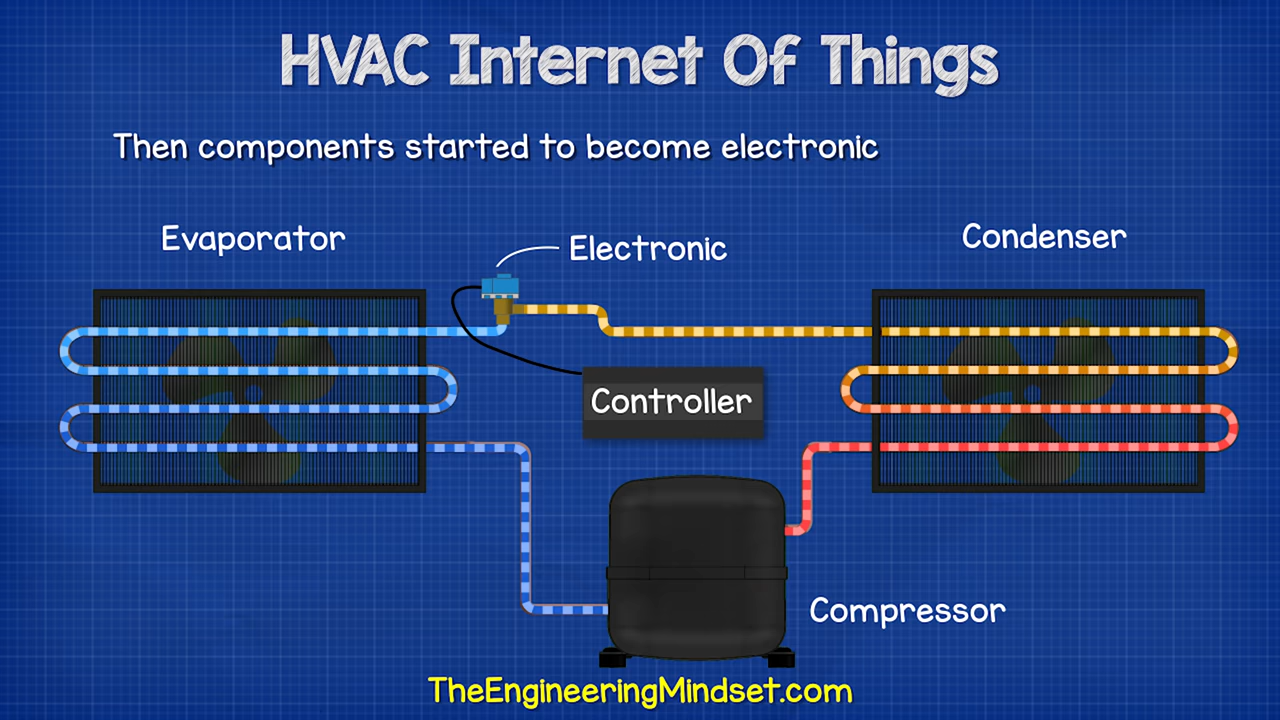 HVAC Internet Of Things
Then components started to become electronic
Evaporator
Electronic
Condenser
Controller
Compressor
TheEngineeringMindset.com